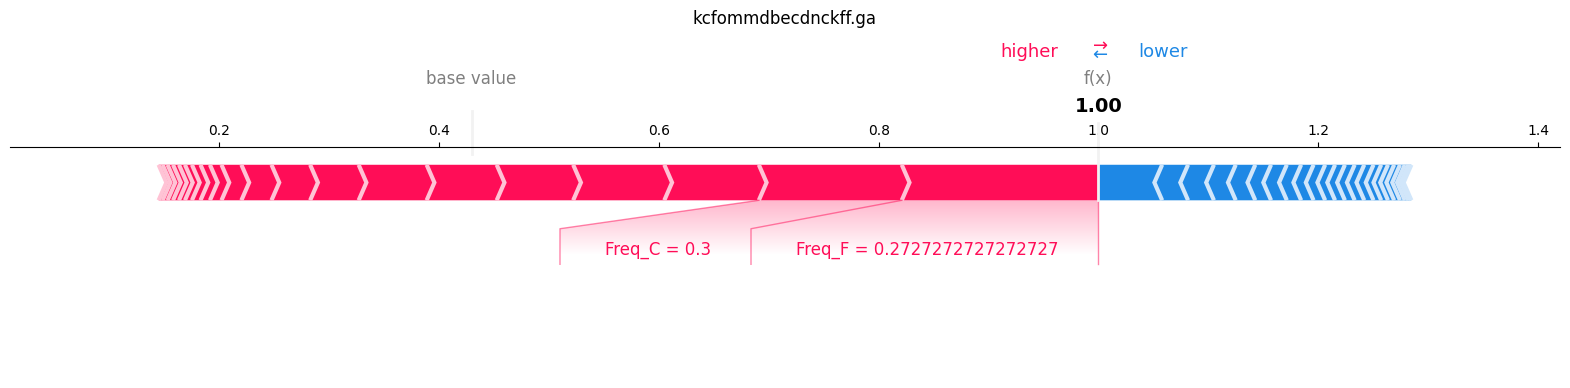 kcfommdbecdnckff.ga
higher → ← lower
base value f(x)
1.00
0.2 0.4 0.6 0.8 1.0 1.2 1.4
Freq_C = 0.3 Freq_F = 0.2727272727272727